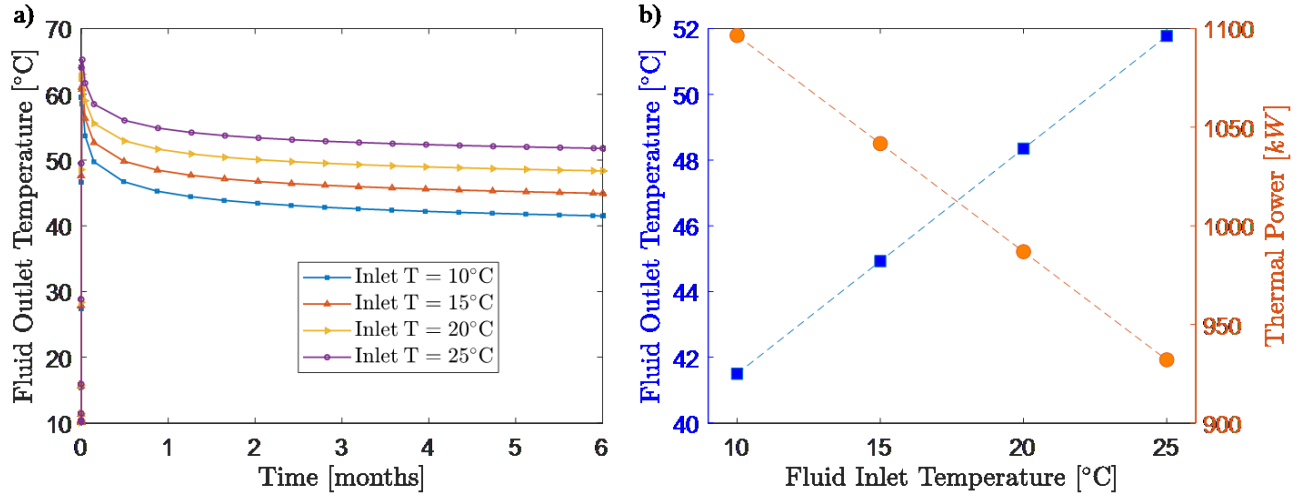 a)
Fluid Outlet Temperature [°C]
70
60
50
40
30
20
10
0 1 2 3 4 5 6
Time [months]
Inlet T = 10°C
Inlet T = 15°C
Inlet T = 20°C
Inlet T = 25°C
b)
Fluid Outlet Temperature [°C]
52
50
48
46
44
42
40
10 15 20 25
Fluid Inlet Temperature [°C]
1100
1050
1000
950
900
Thermal Power [kW]